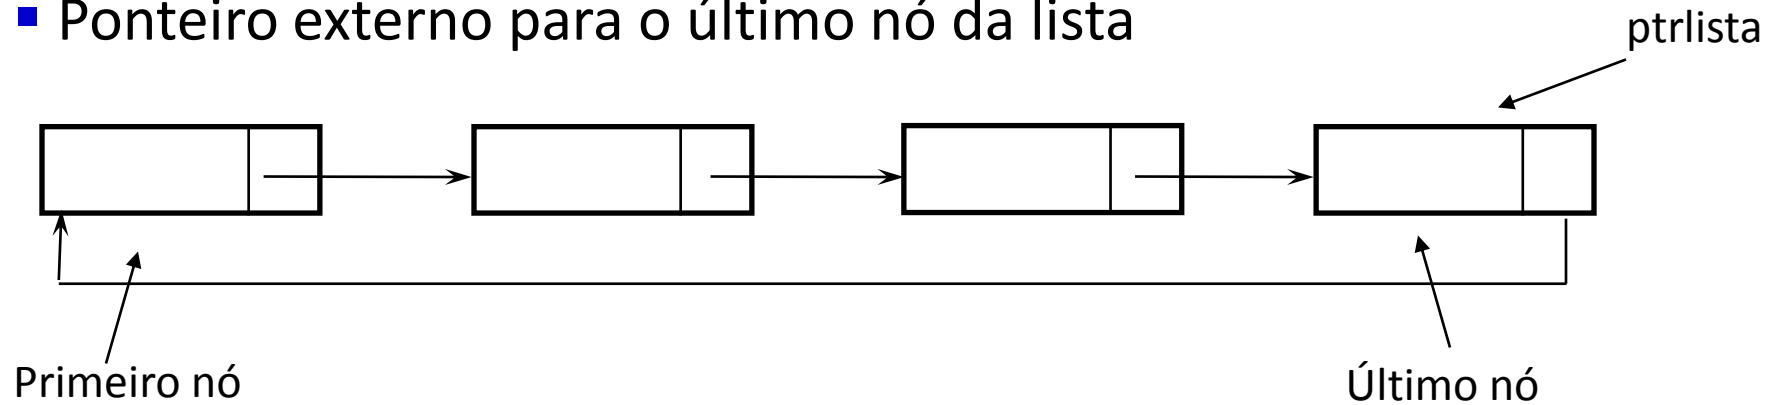 ▪ Ponteiro externo para o último nó da lista
ptrlista
Primeiro nó
Último nó